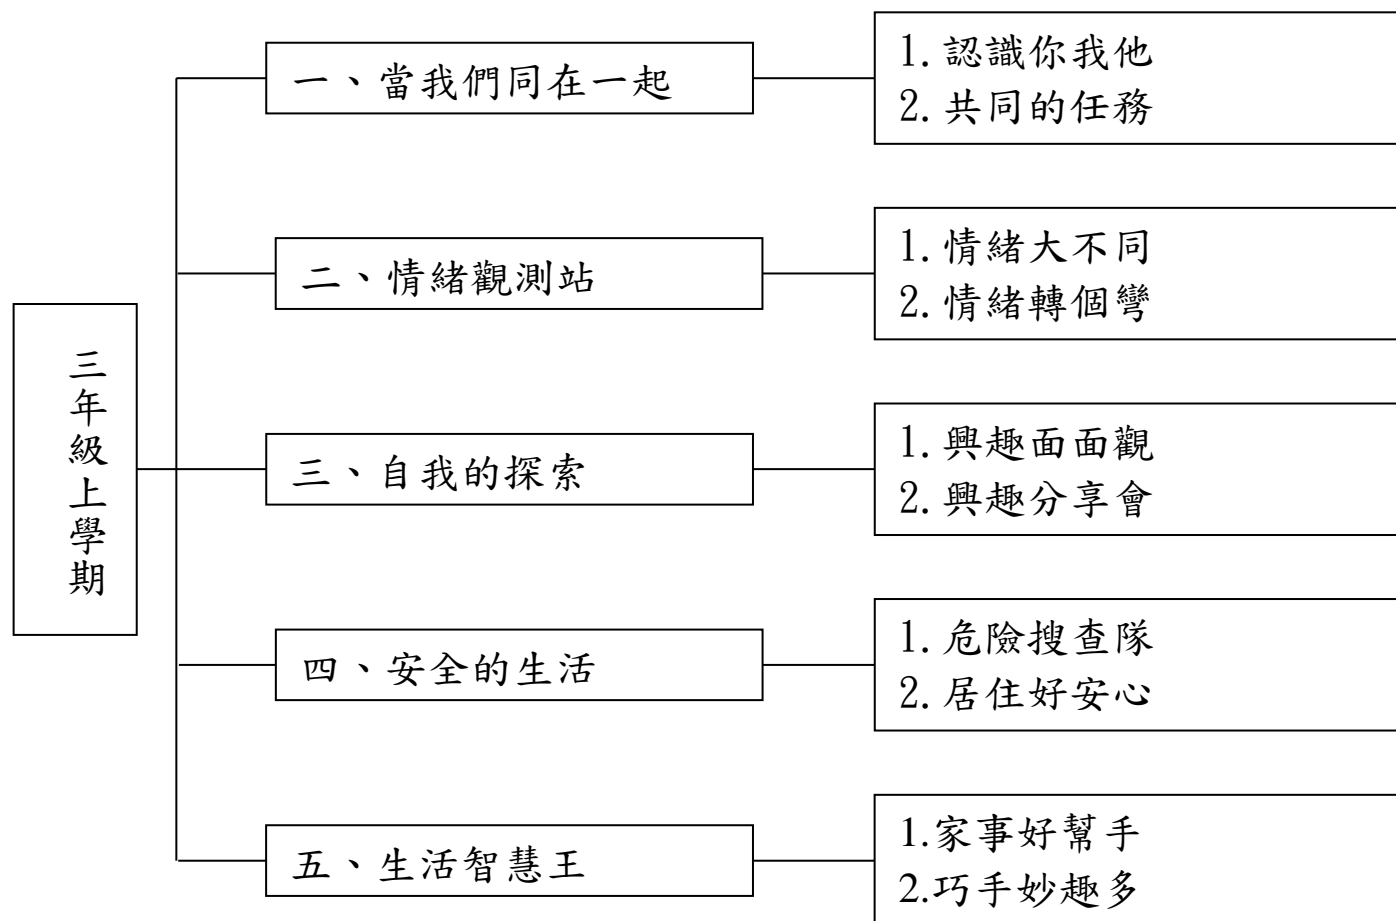 三年級上學期
一、當我們同在一起
1.認識你我他
2.共同的任務
二、情緒觀測站
1.情緒大不同
2.情緒轉個彎
三、自我的探索
1.興趣面面觀
2.興趣分享會
四、安全的生活
1.危險搜查隊
2.居住好安心
五、生活智慧王
1.家事好幫手
2.巧手妙趣多